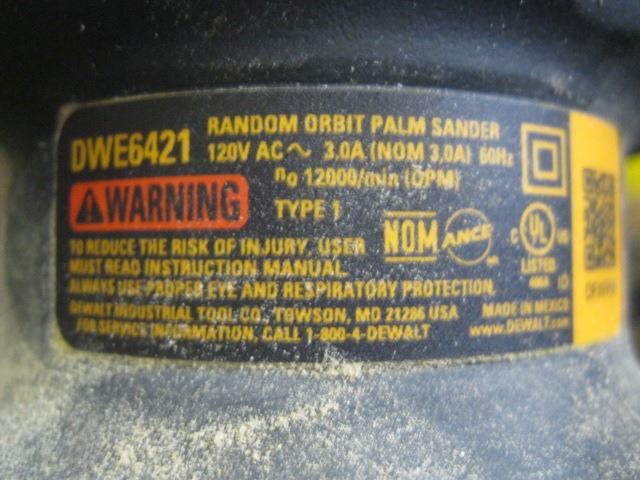 DWE6421
RANDOM ORBIT PALM SANDER
120V AC ~ 3.0A (NOM 3.0A) 60Hz
n₀ 12000/min (OPM)
WARNING
TYPE 1
NOM
ANCE
C UL US
LISTED
TO REDUCE THE RISK OF INJURY, USER
MUST READ INSTRUCTION MANUAL.
ALWAYS USE PROPER EYE AND RESPIRATORY PROTECTION.
DEWALT INDUSTRIAL TOOL CO., TOWSON, MD 21286 USA
FOR SERVICE INFORMATION, CALL 1-800-4-DEWALT
MADE IN MEXICO
www.DEWALT.com